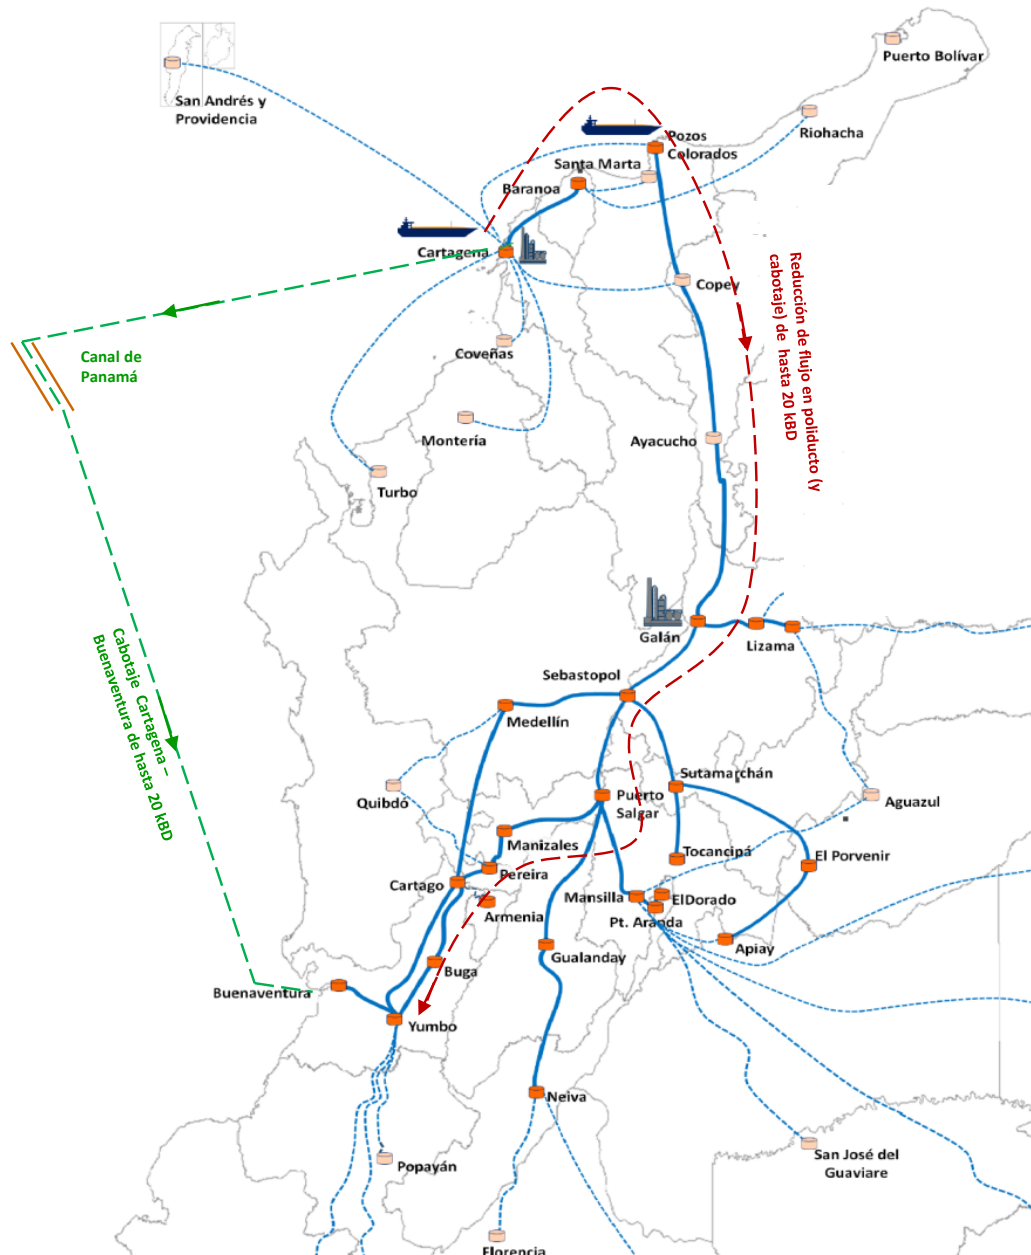 Puerto Bolívar
San Andrés y
Providencia
Riohacha
Pozos
Colorados
Santa Marta
Baranoa
Cartagena
Copey
Reducción de flujo en poliducto (y
cabotaje) de hasta 20 kBD
Coveñas
Canal de
Panamá
Montería
Ayacucho
Turbo
Galán
Lizama
Cabotaje Cartagena –
Buenaventura de hasta 20 kBD
Sebastopol
Medellín
Sutamarchán
Quibdó
Puerto
Salgar
Aguazul
Manizales
Tocancipá
El Porvenir
Pereira
Cartago
Mansilla
ElDorado
Armenia
Pt. Aranda
Apiay
Gualanday
Buga
Buenaventura
Yumbo
Neiva
Popayán
San José del
Guaviare
Florencia